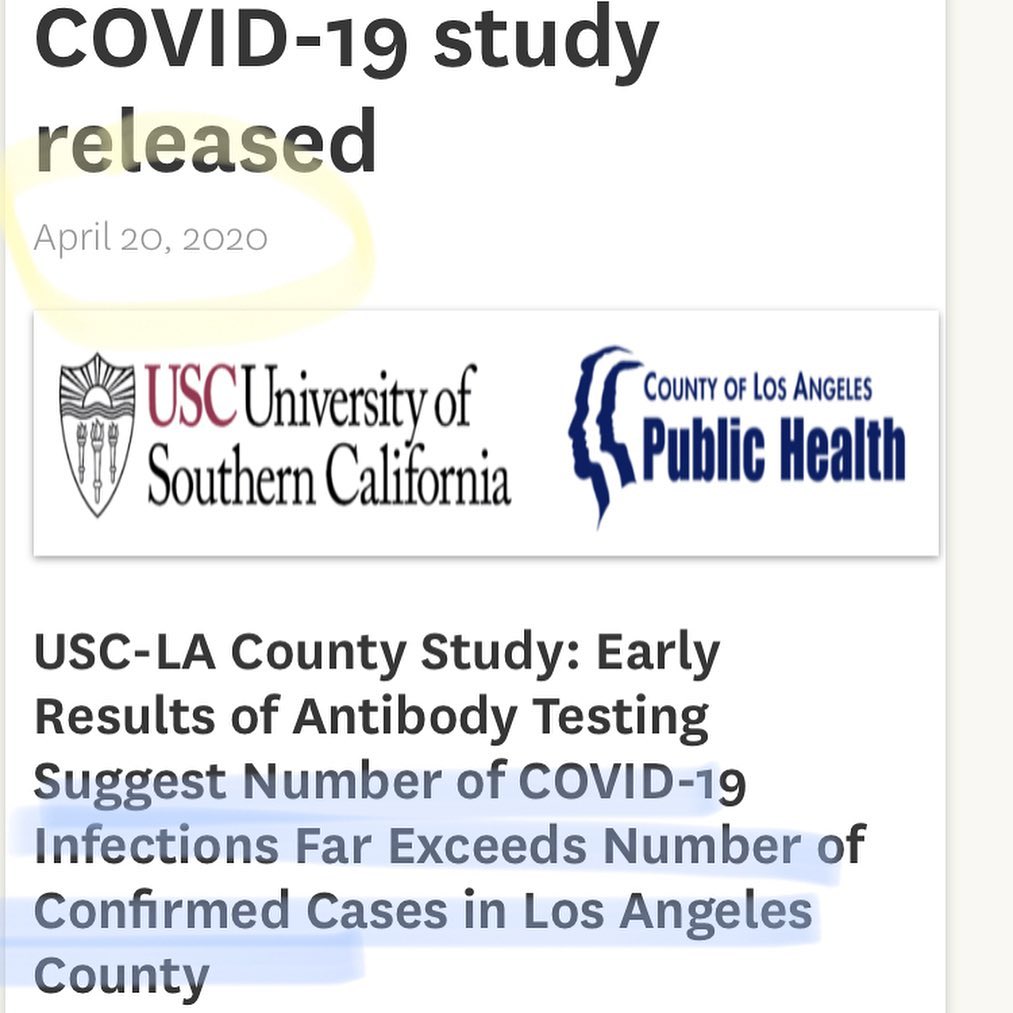 COVID-19 study
released
April 20, 2020
USC University of
Southern California
COUNTY OF LOS ANGELES
Public Health
USC-LA County Study: Early
Results of Antibody Testing
Suggest Number of COVID-19
Infections Far Exceeds Number of
Confirmed Cases in Los Angeles
County